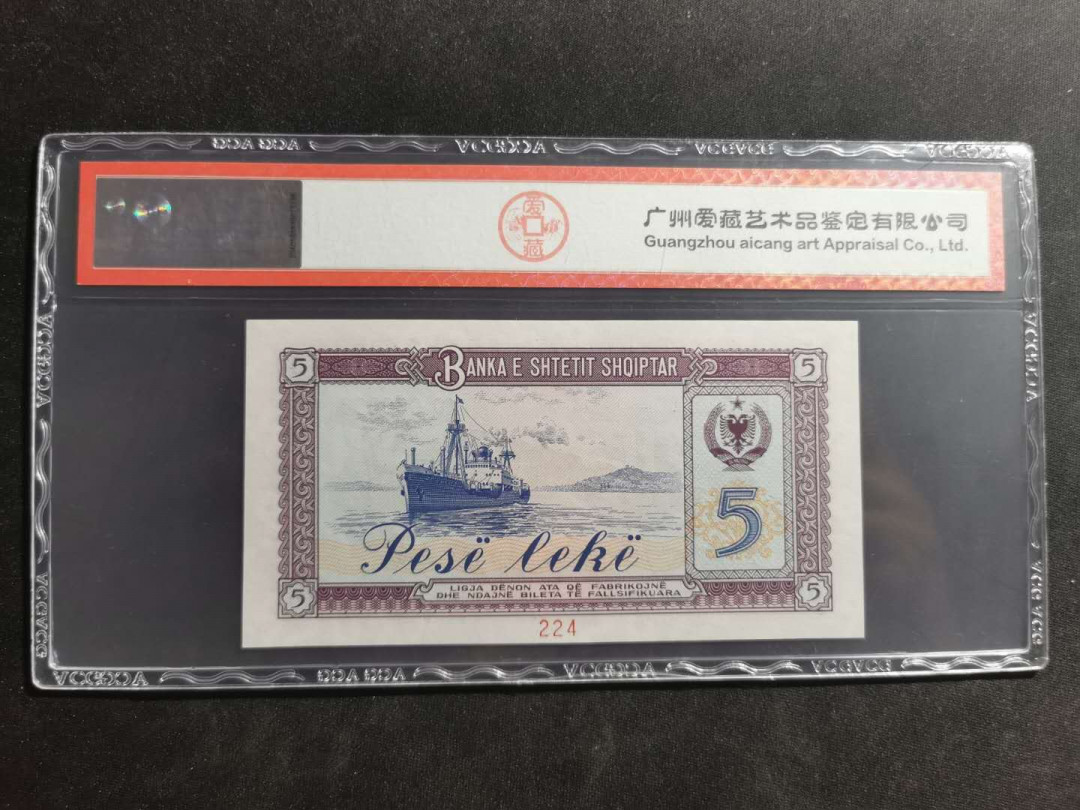 广州爱藏艺术品鉴定有限公司
Guangzhou aicang art Appraisal Co., Ltd.
爱
藏
5 BANKA E SHTETIT SHQIPTAR 5
5
Pesë lekë
LIGJA DËNON ATA QË FABRIKOJNË
DHE NDAJNË BILETA TË FALLSIFIKUARA
5 5
224